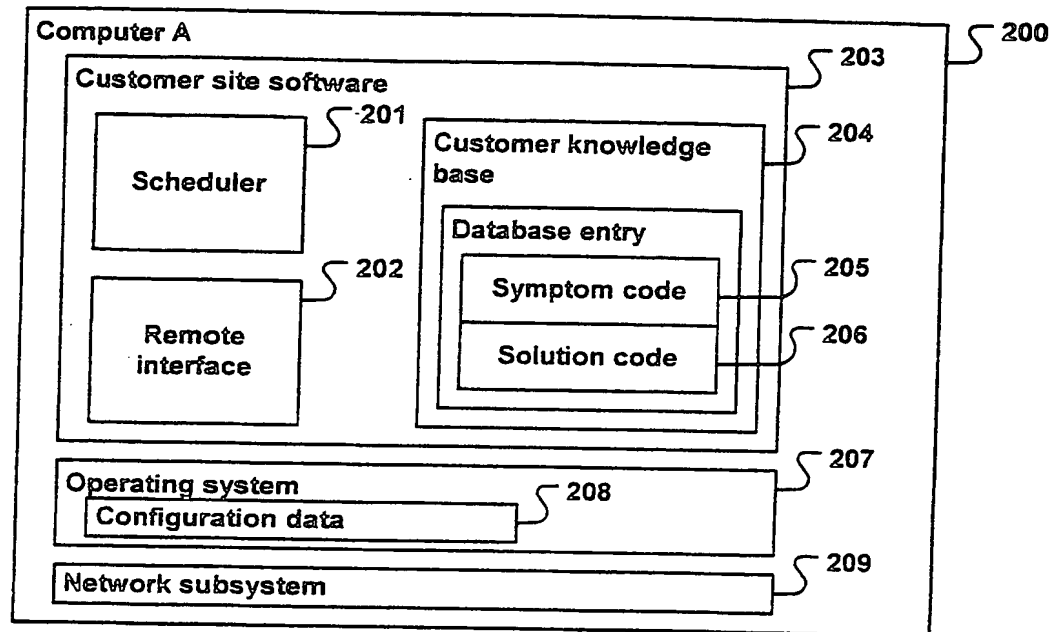 Computer A
200
Customer site software
203
201
Scheduler
Customer knowledge
base
204
Database entry
202
Remote
interface
Symptom code
205
Solution code
206
Operating system
207
208
Configuration data
Network subsystem
209